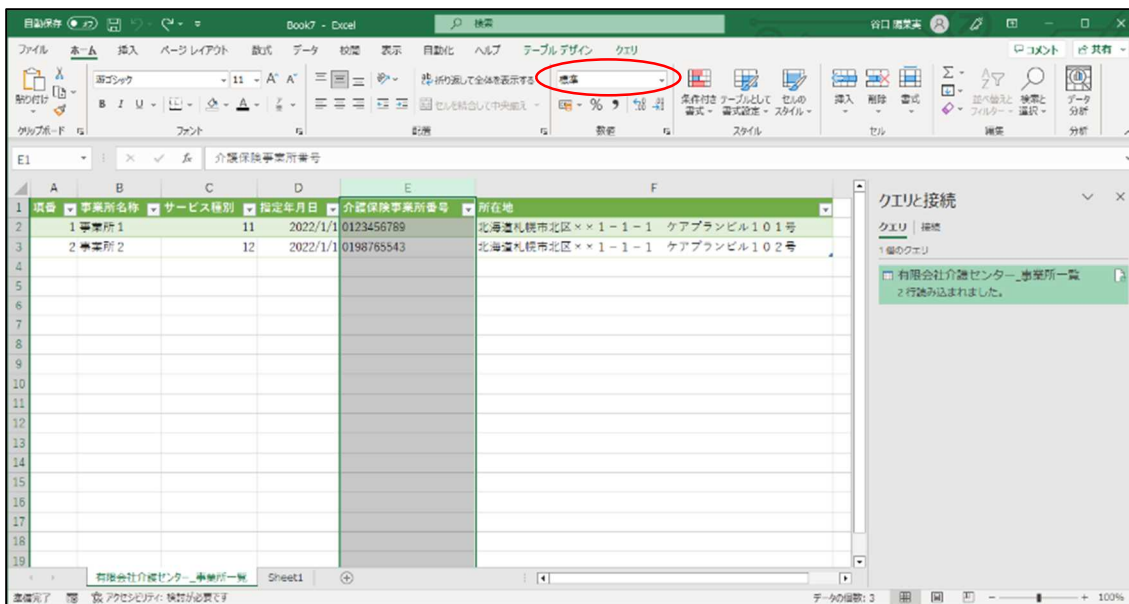 自動保存 オフ Book7 - Excel 検索
ファイル ホーム 挿入 ページ レイアウト 数式 データ 校閲 表示 自動化 ヘルプ テーブル デザイン クエリ コメント 共有
貼り付け 游ゴシック 11 A A 折り返して全体を表示する 標準 条件付き書式 テーブルとして書式設定 セルのスタイル 挿入 削除 書式 並べ替えとフィルター 検索と選択 データ分析
B I U A セルを結合して中央揃え %
クリップボード フォント 配置 数値 スタイル セル 編集 分析
E1 fx 介護保険事業所番号
A B C D E F
1 項番 事業所名称 サービス種別 指定年月日 介護保険事業所番号 所在地
2 1 事業所1 11 2022/1/1 0123456789 北海道札幌市北区××1-1-1 ケアプランビル101号
3 2 事業所2 12 2022/1/1 0198765543 北海道札幌市北区××1-1-1 ケアプランビル102号
4
5
6
7
8
9
10
11
12
13
14
15
16
17
18
19
クエリと接続
クエリ 接続
1 個のクエリ
有限会社介護センター_事業所一覧
2 行読み込まれました。
有限会社介護センター_事業所一覧 Sheet1
準備完了 アクセシビリティ: 検討が必要です データの個数: 3 100%